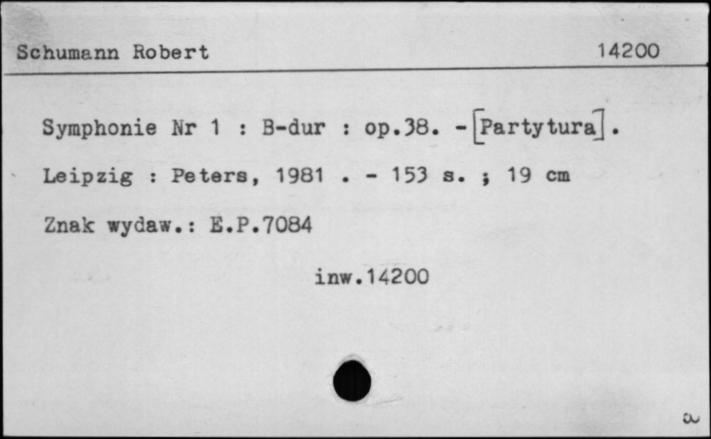 Schumann Robert 14200
Symphonie Nr 1 : B-dur : op.38. -[Partytura].
Leipzig : Peters, 1981 . - 153 s. ; 19 cm
Znak wydaw.: E.P.7084
inw.14200